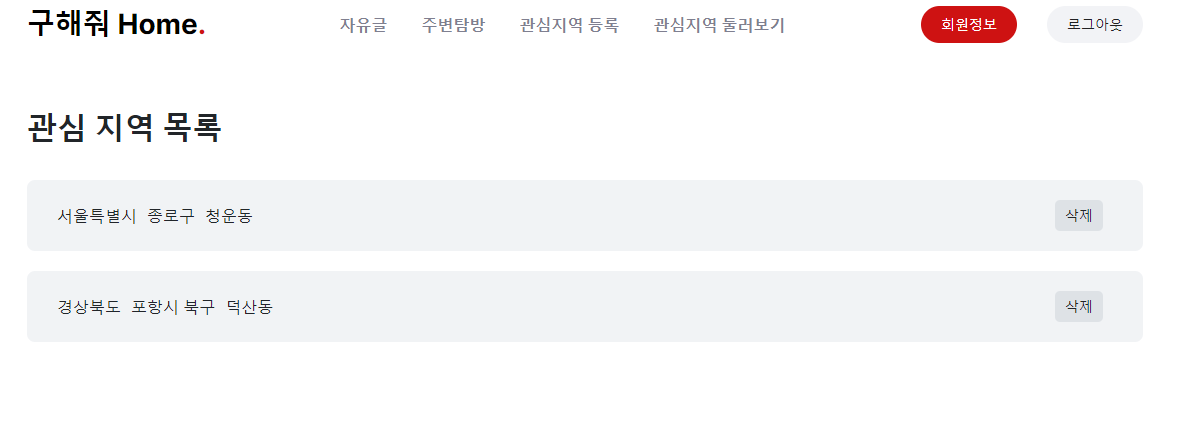 구해줘 Home. 자유글 주변탐방 관심지역 등록 관심지역 둘러보기 회원정보 로그아웃
관심 지역 목록
서울특별시 종로구 청운동 삭제
경상북도 포항시 북구 덕산동 삭제